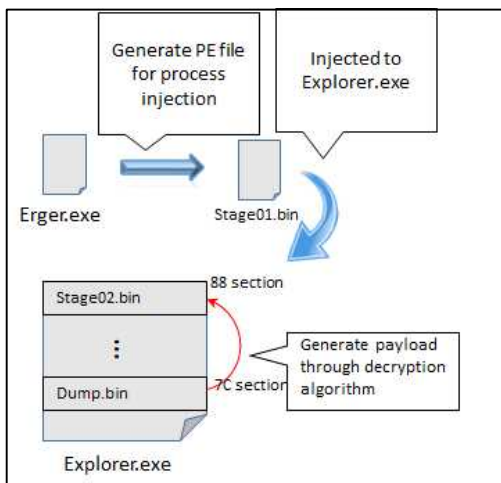 Generate PE file
for process
injection
Injected to
Explorer.exe
Erger.exe
Stage01.bin
88 section
Stage02.bin
Generate payload
through decryption
algorithm
7C section
Dump.bin
Explorer.exe